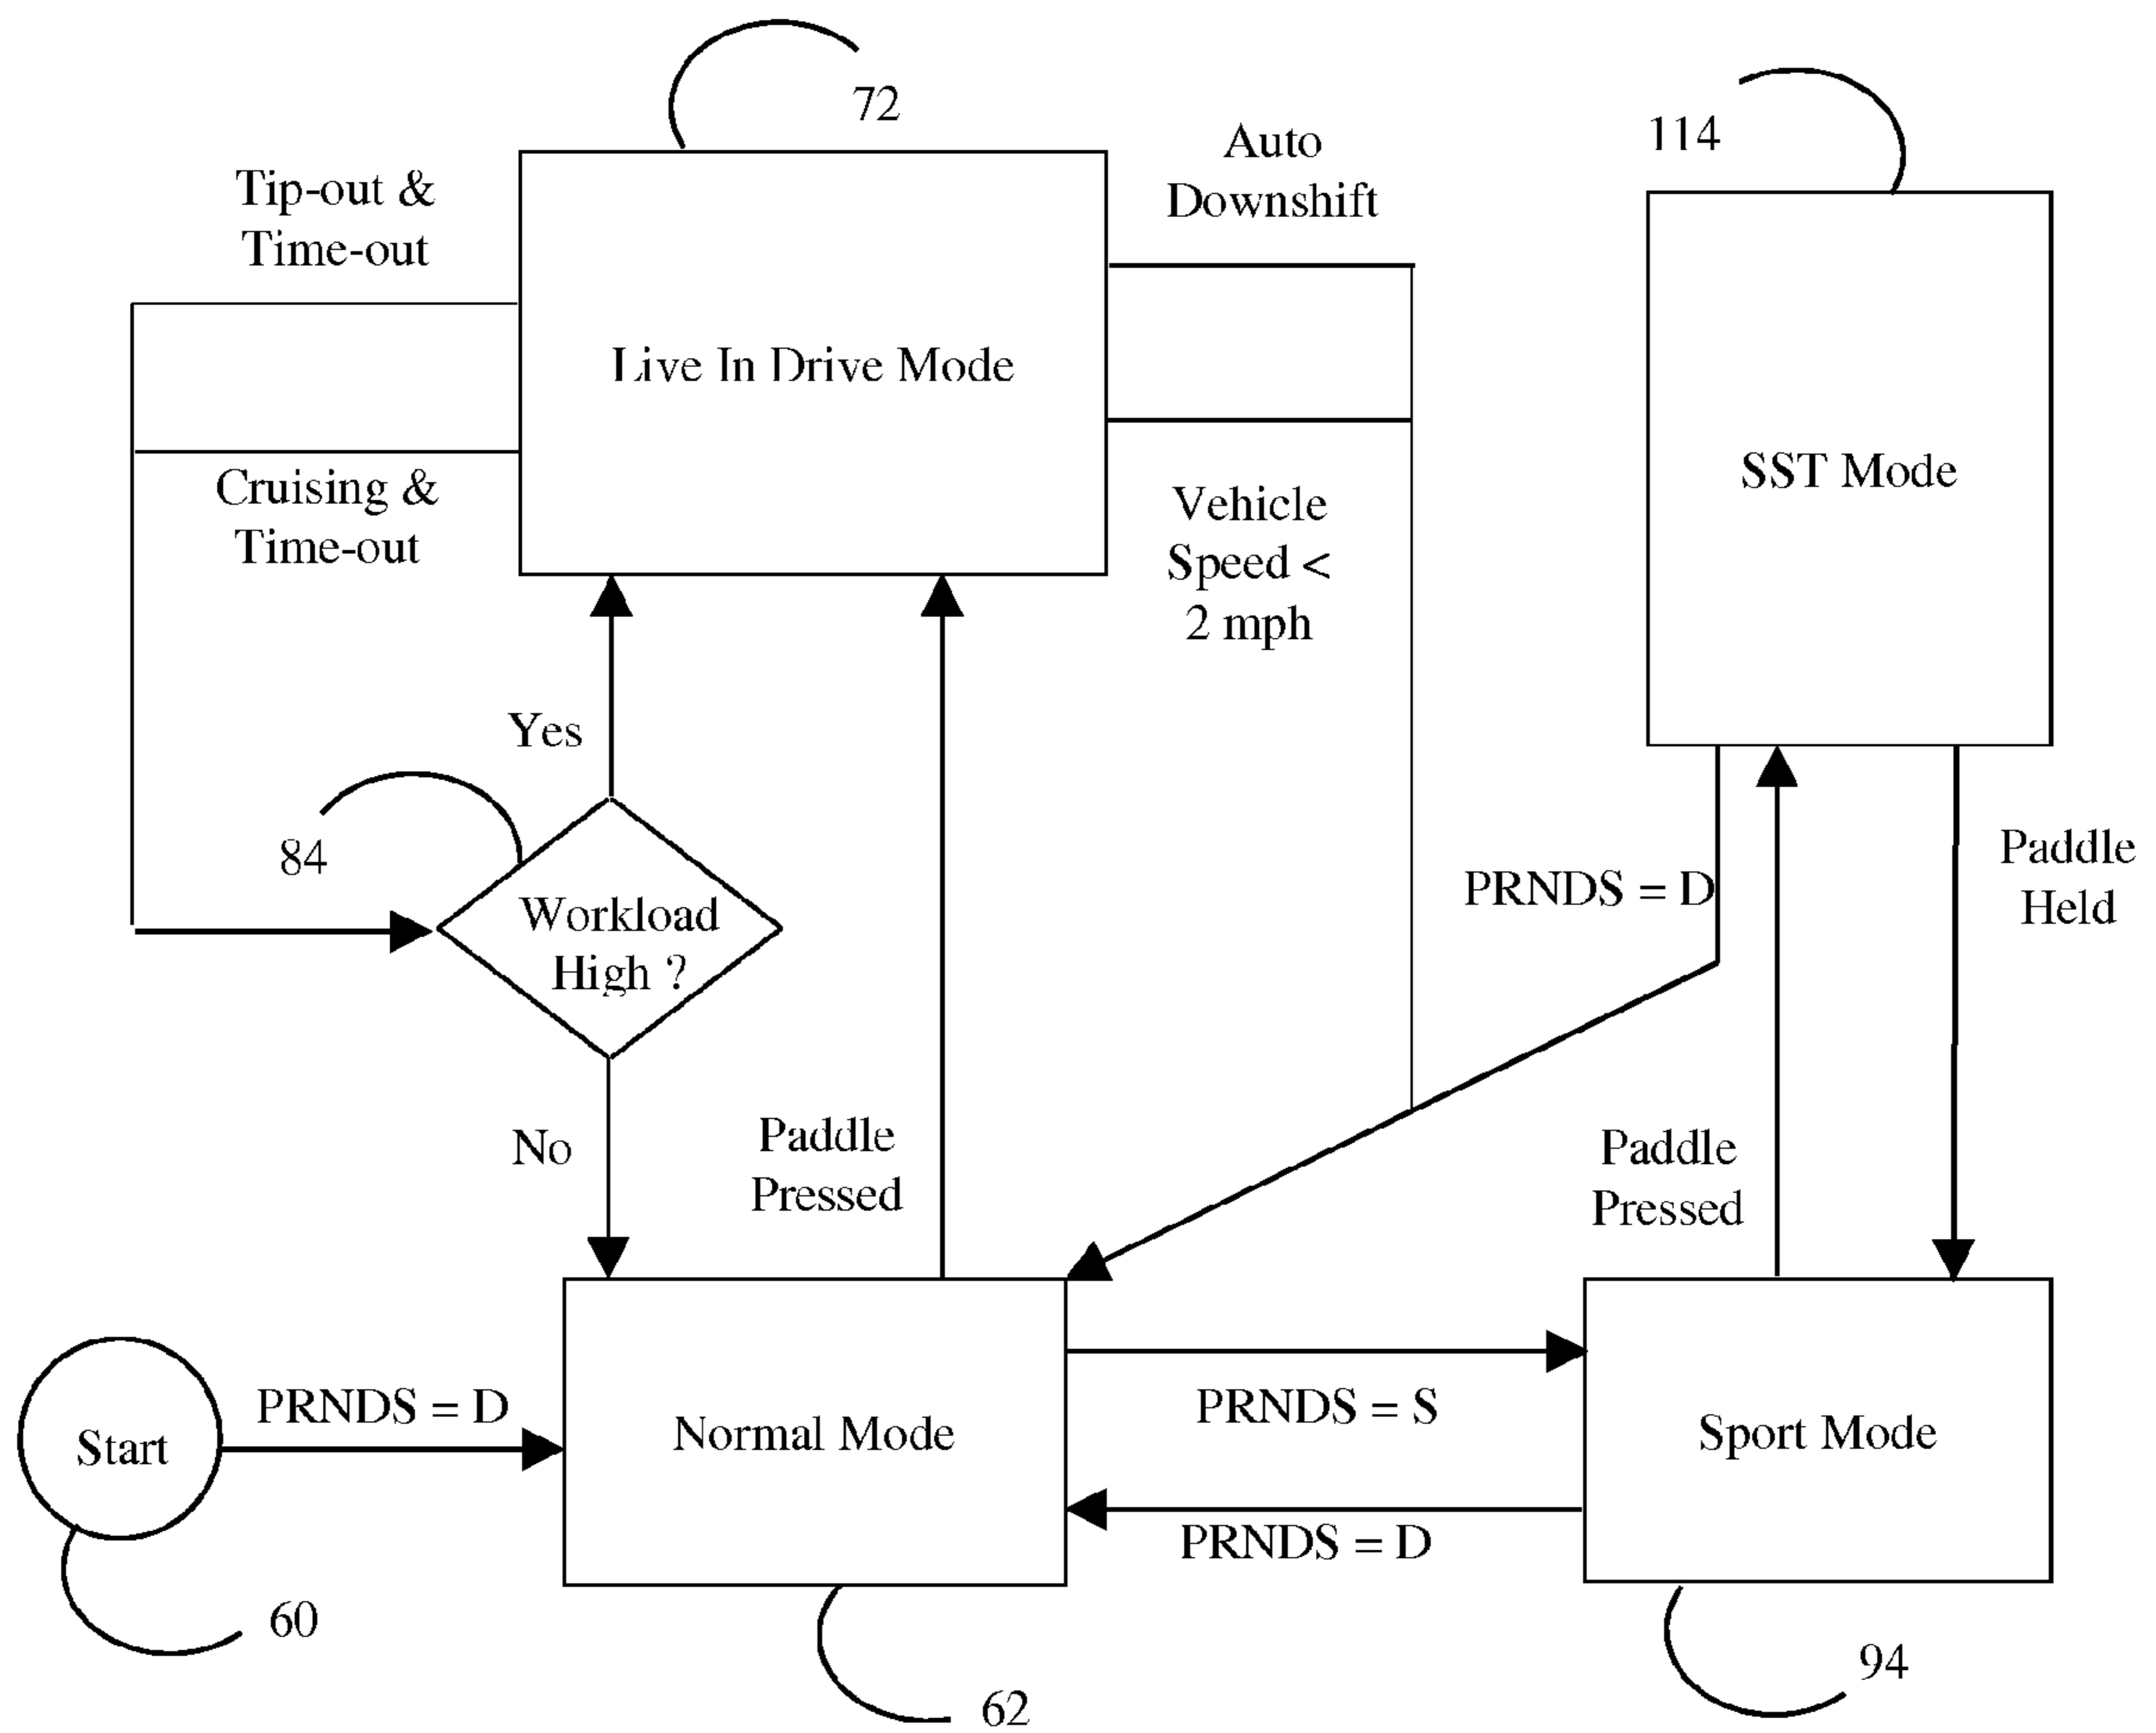 72
Auto
Downshift
114
Tip-out &
Time-out
Live In Drive Mode
SST Mode
Cruising &
Time-out
Vehicle
Speed <
2 mph
Yes
84
Workload
High ?
PRNDS = D
Paddle
Held
No
Paddle
Pressed
Paddle
Pressed
Start
PRNDS = D
Normal Mode
PRNDS = S
PRNDS = D
Sport Mode
60
62
94